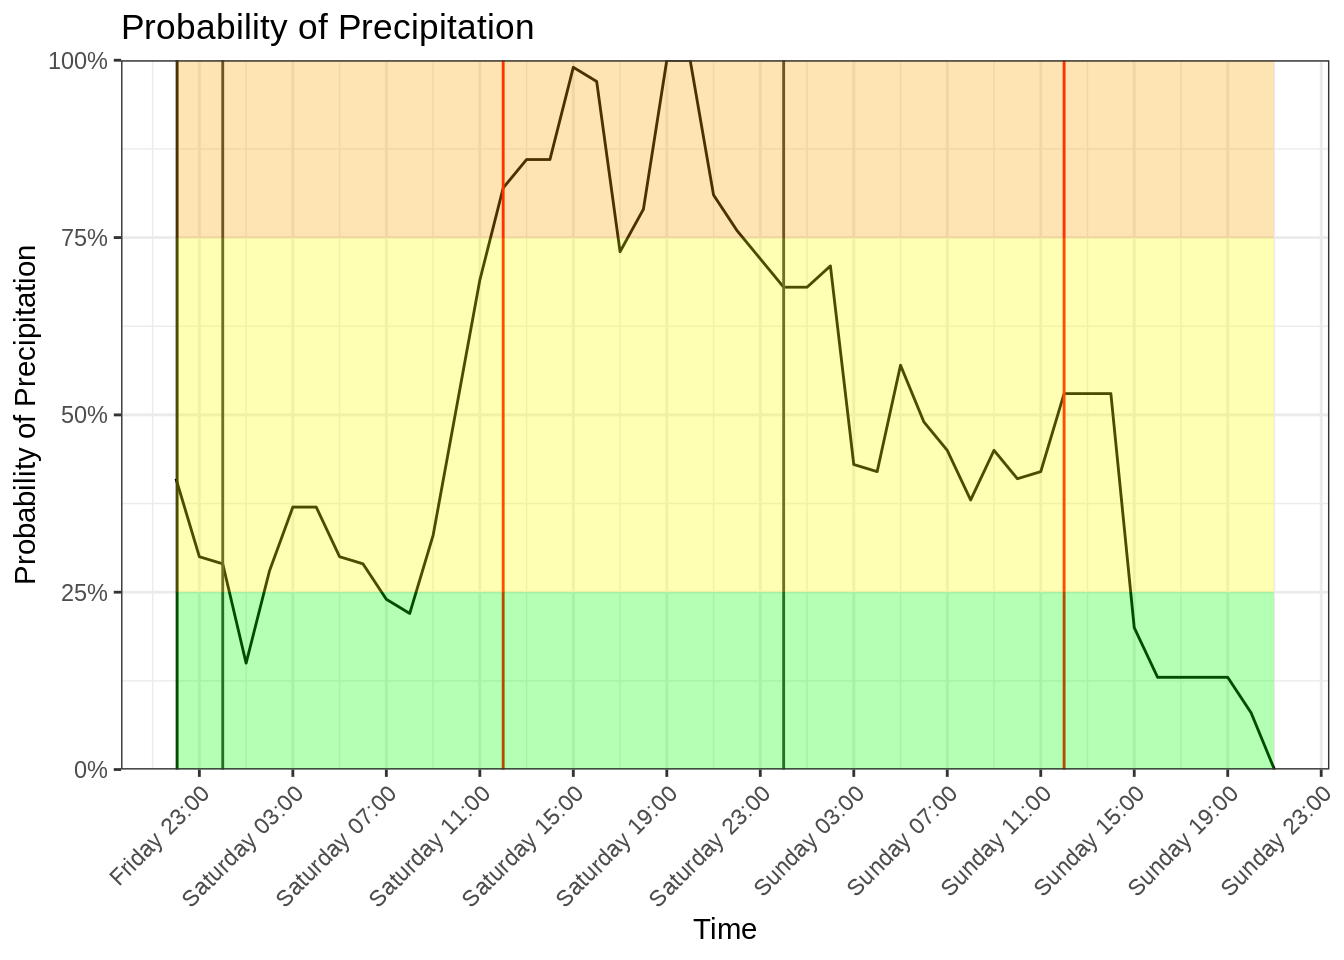 Probability of Precipitation
100%
75%
50%
25%
0%
Probability of Precipitation
Friday 23:00
Saturday 03:00
Saturday 07:00
Saturday 11:00
Saturday 15:00
Saturday 19:00
Saturday 23:00
Sunday 03:00
Sunday 07:00
Sunday 11:00
Sunday 15:00
Sunday 19:00
Sunday 23:00
Time